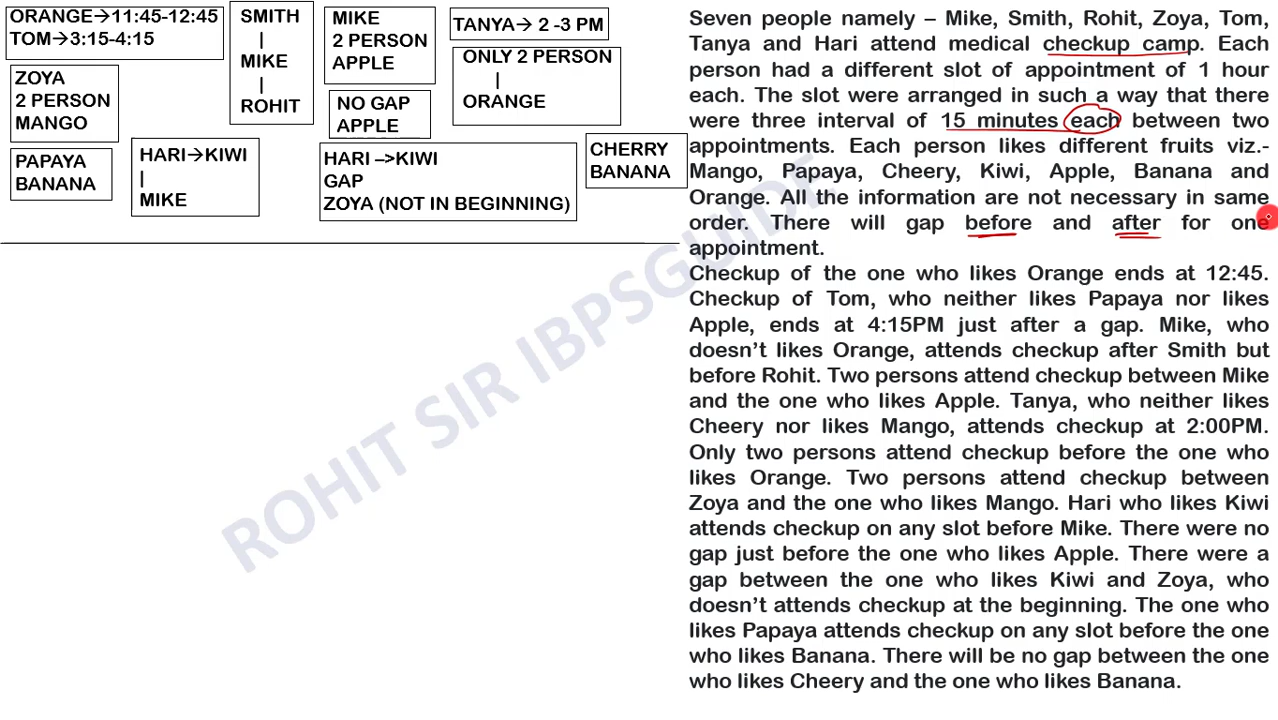 ORANGE→11:45-12:45
TOM→3:15-4:15
SMITH
|
MIKE
|
ROHIT
MIKE
2 PERSON
APPLE
TANYA→ 2 -3 PM
ZOYA
2 PERSON
MANGO
NO GAP
APPLE
ONLY 2 PERSON
|
ORANGE
PAPAYA
BANANA
HARI→KIWI
|
MIKE
HARI –>KIWI
GAP
ZOYA (NOT IN BEGINNING)
CHERRY
BANANA
Seven people namely – Mike, Smith, Rohit, Zoya, Tom,
Tanya and Hari attend medical checkup camp. Each
person had a different slot of appointment of 1 hour
each. The slot were arranged in such a way that there
were three interval of 15 minutes each between two
appointments. Each person likes different fruits viz.-
Mango, Papaya, Cheery, Kiwi, Apple, Banana and
Orange. All the information are not necessary in same
order. There will gap before and after for one
appointment.
Checkup of the one who likes Orange ends at 12:45.
Checkup of Tom, who neither likes Papaya nor likes
Apple, ends at 4:15PM just after a gap. Mike, who
doesn't likes Orange, attends checkup after Smith but
before Rohit. Two persons attend checkup between Mike
and the one who likes Apple. Tanya, who neither likes
Cheery nor likes Mango, attends checkup at 2:00PM.
Only two persons attend checkup before the one who
likes Orange. Two persons attend checkup between
Zoya and the one who likes Mango. Hari who likes Kiwi
attends checkup on any slot before Mike. There were no
gap just before the one who likes Apple. There were a
gap between the one who likes Kiwi and Zoya, who
doesn't attends checkup at the beginning. The one who
likes Papaya attends checkup on any slot before the one
who likes Banana. There will be no gap between the one
who likes Cheery and the one who likes Banana.
ROHIT SIR IBPSGUIDE